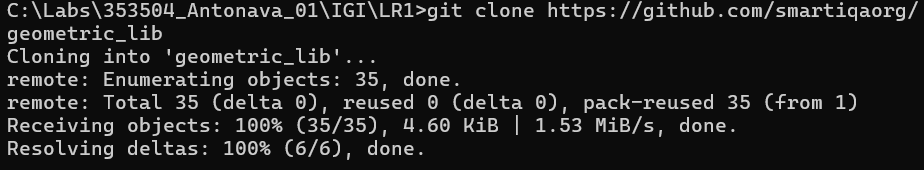 C:\Labs\353504_Antonava_01\IGI\LR1>git clone https://github.com/smartiqaorg/
geometric_lib
Cloning into 'geometric_lib'...
remote: Enumerating objects: 35, done.
remote: Total 35 (delta 0), reused 0 (delta 0), pack-reused 35 (from 1)
Receiving objects: 100% (35/35), 4.60 KiB | 1.53 MiB/s, done.
Resolving deltas: 100% (6/6), done.